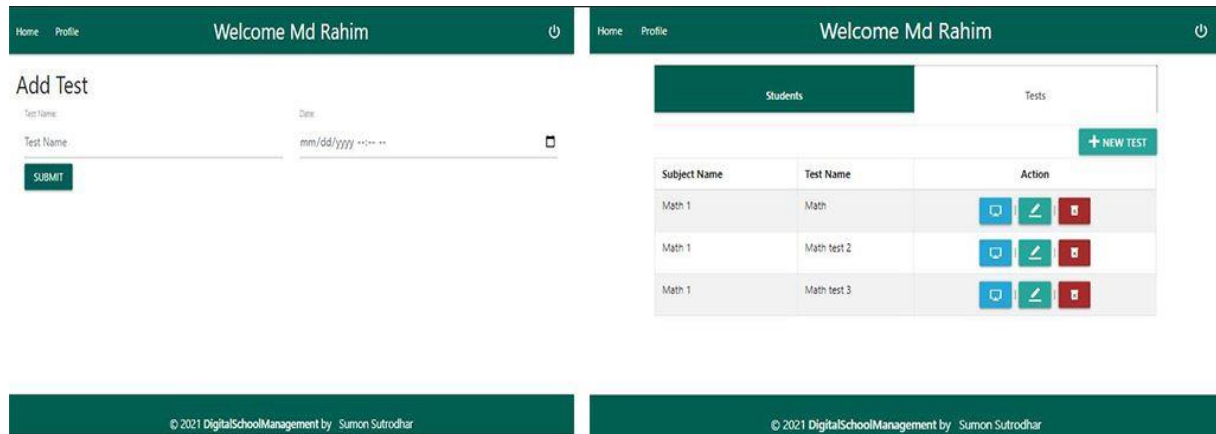 Home Profile Welcome Md Rahim
Add Test
Test Name: Date:
Test Name mm/dd/yyyy --:-- --
SUBMIT
© 2021 DigitalSchoolManagement by Sumon Sutrodhar
Home Profile Welcome Md Rahim
Students Tests
+ NEW TEST
Subject Name Test Name Action
Math 1 Math | |
Math 1 Math test 2 | |
Math 1 Math test 3 | |
© 2021 DigitalSchoolManagement by Sumon Sutrodhar